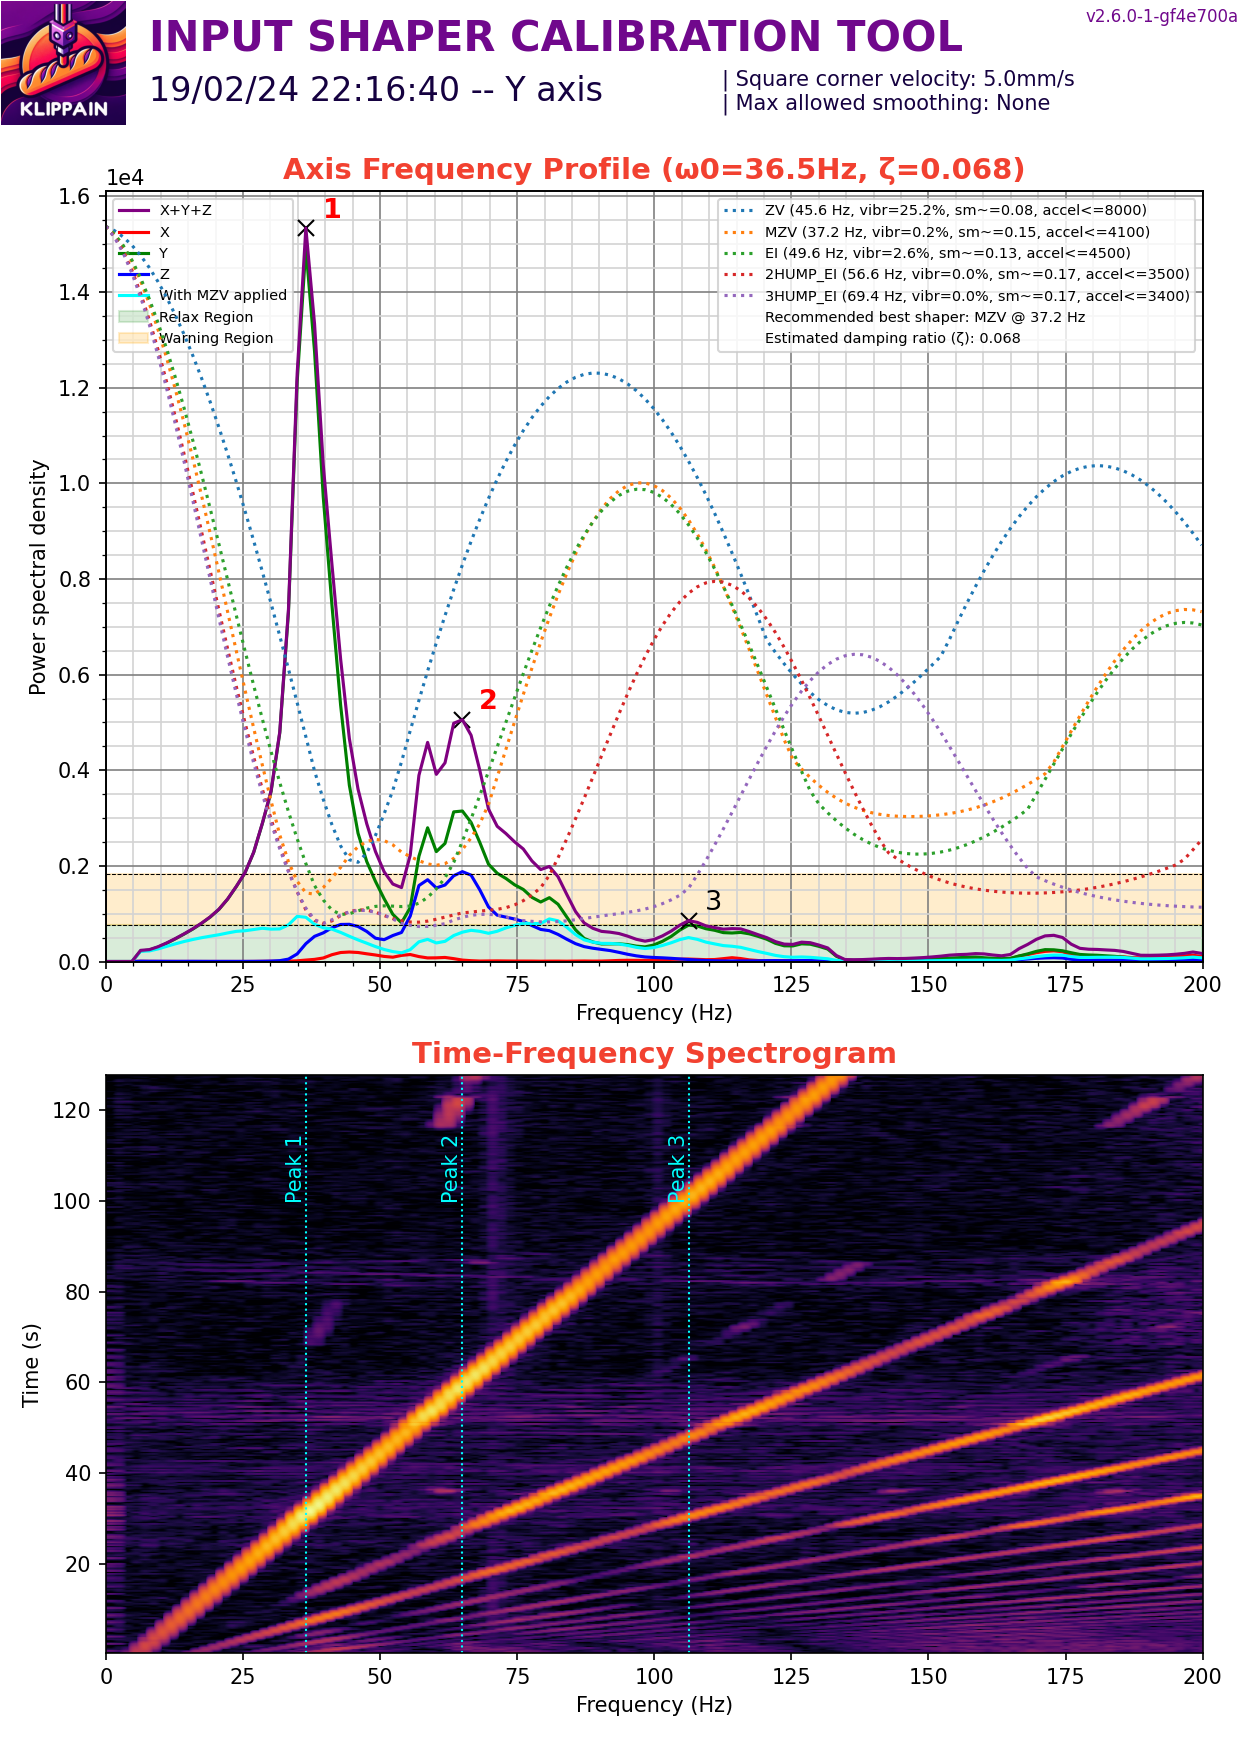 v2.6.0-1-gf4e700a
INPUT SHAPER CALIBRATION TOOL
19/02/24 22:16:40 -- Y axis
| Square corner velocity: 5.0mm/s
| Max allowed smoothing: None
KLIPPAIN
Axis Frequency Profile (ω0=36.5Hz, ζ=0.068)
1e4
1.6
1.4
1.2
1.0
0.8
0.6
0.4
0.2
0.0
Power spectral density
X+Y+Z
X
Y
Z
With MZV applied
Relax Region
Warning Region
ZV (45.6 Hz, vibr=25.2%, sm~=0.08, accel<=8000)
MZV (37.2 Hz, vibr=0.2%, sm~=0.15, accel<=4100)
EI (49.6 Hz, vibr=2.6%, sm~=0.13, accel<=4500)
2HUMP_EI (56.6 Hz, vibr=0.0%, sm~=0.17, accel<=3500)
3HUMP_EI (69.4 Hz, vibr=0.0%, sm~=0.17, accel<=3400)
Recommended best shaper: MZV @ 37.2 Hz
Estimated damping ratio (ζ): 0.068
1
2
3
0 25 50 75 100 125 150 175 200
Frequency (Hz)
Time-Frequency Spectrogram
120
100
80
60
40
20
Time (s)
Peak 1
Peak 2
Peak 3
0 25 50 75 100 125 150 175 200
Frequency (Hz)